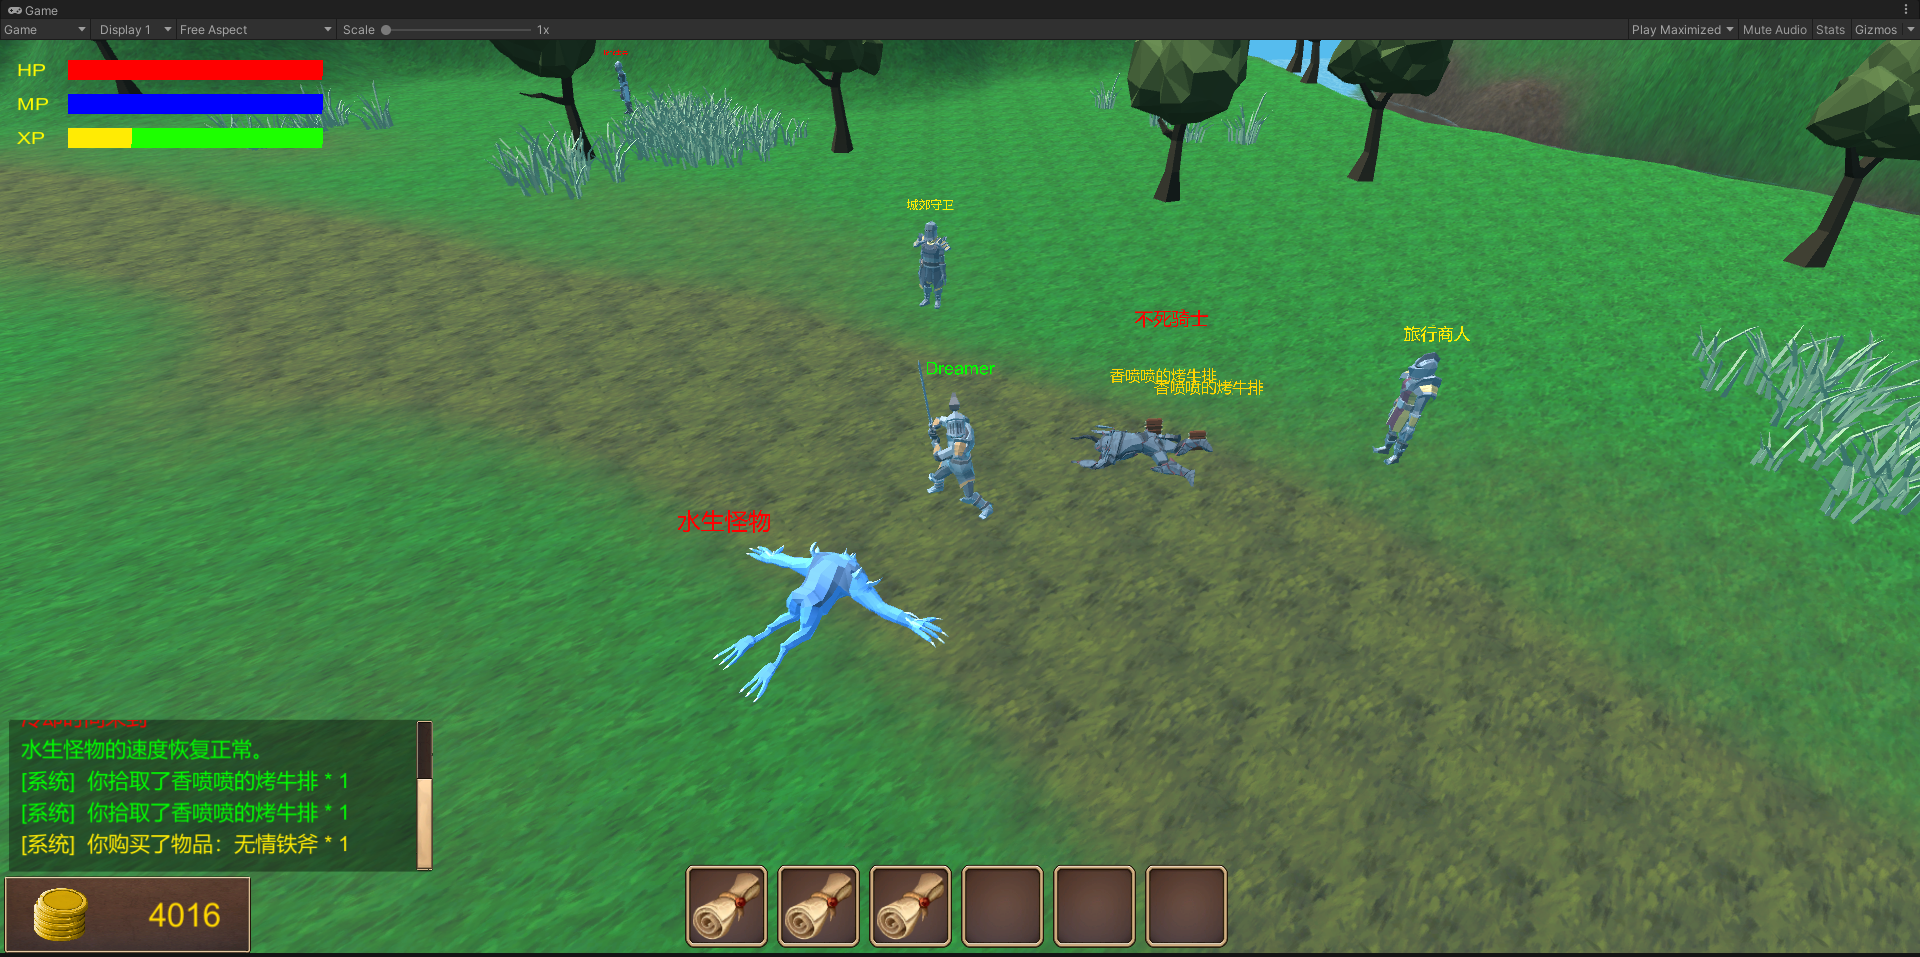 Game
Game
Display 1
Free Aspect
Scale
1x
Play Maximized
Mute Audio
Stats
Gizmos
HP
MP
XP
城郊守卫
不死骑士
旅行商人
Dreamer
香喷喷的烤牛排
香喷喷的烤牛排
水生怪物
水生怪物的速度恢复正常。
[系统] 你拾取了香喷喷的烤牛排 * 1
[系统] 你拾取了香喷喷的烤牛排 * 1
[系统] 你购买了物品：无情铁斧 * 1
4016